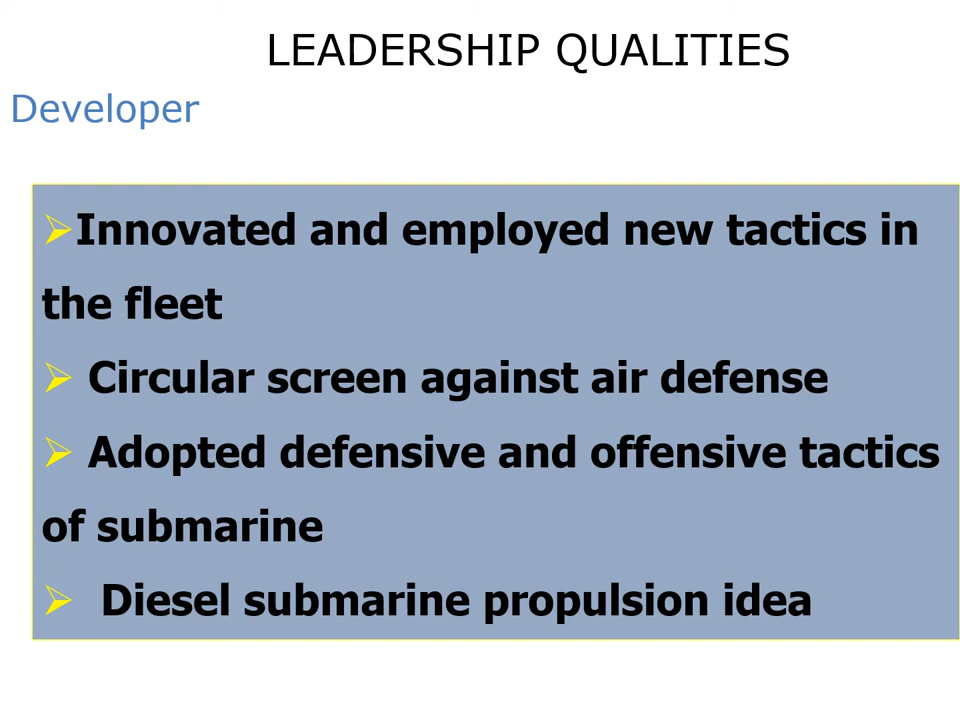 LEADERSHIP QUALITIES
Developer
➢Innovated and employed new tactics in
the fleet
➢ Circular screen against air defense
➢ Adopted defensive and offensive tactics
of submarine
➢ Diesel submarine propulsion idea